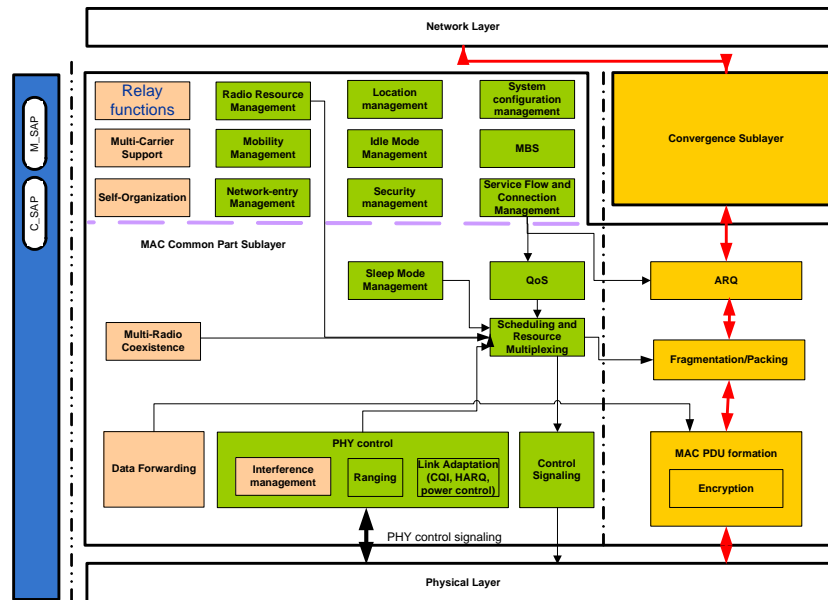 Network Layer
M_SAP
C_SAP
Relay
functions
Radio Resource
Management
Location
management
System
configuration
management
Convergence Sublayer
Multi-Carrier
Support
Mobility
Management
Idle Mode
Management
MBS
Self-Organization
Network-entry
Management
Security
management
Service Flow and
Connection
Management
MAC Common Part Sublayer
Sleep Mode
Management
QoS
ARQ
Multi-Radio
Coexistence
Scheduling and
Resource
Multiplexing
Fragmentation/Packing
Data Forwarding
PHY control
Interference
management
Ranging
Link Adaptation
(CQI, HARQ,
power control)
Control
Signaling
MAC PDU formation
Encryption
PHY control signaling
Physical Layer